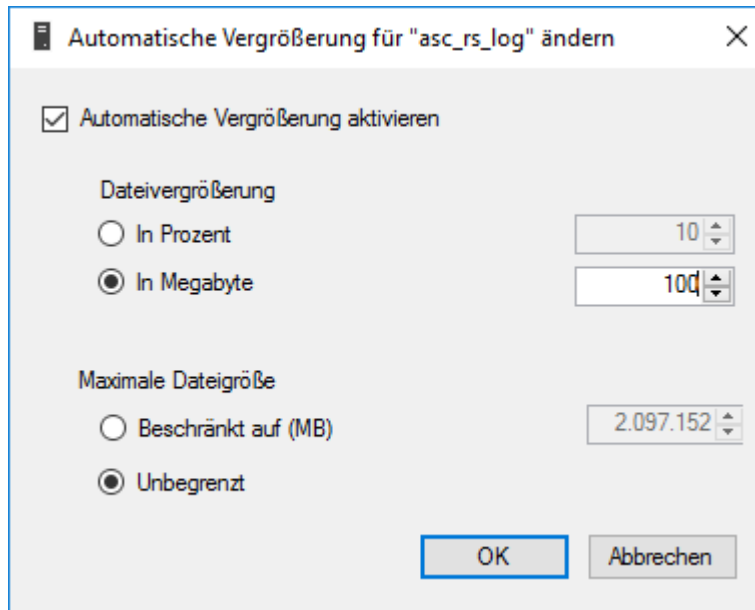 Automatische Vergrößerung für "asc_rs_log" ändern
Automatische Vergrößerung aktivieren
Dateivergrößerung
In Prozent 10
In Megabyte 100
Maximale Dateigröße
Beschränkt auf (MB) 2.097.152
Unbegrenzt
OK Abbrechen